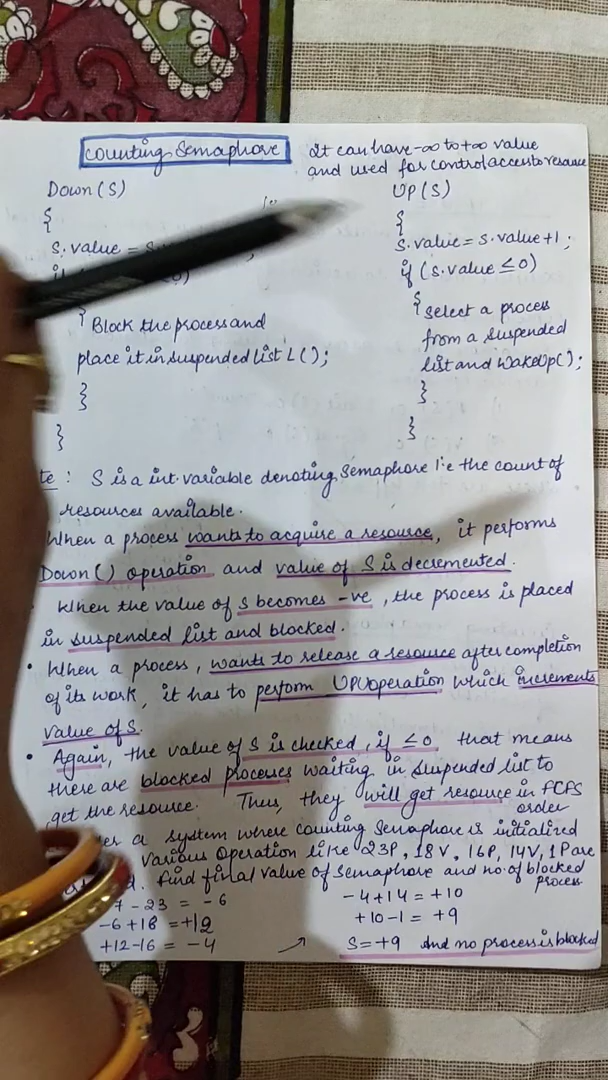 Counting Semaphore
It can have -∞ to +∞ value
and used for control access to resource
Down (S)
{
S. value =
Block the process and
place it in suspended list L();
}
}
UP (S)
{
S. value = S. value + 1 ;
if (S. value ≤ 0)
{ Select a process
from a suspended
list and wakeUp();
}
}
te : S is a int. variable denoting Semaphore i.e the count of
resources available.
When a process wants to acquire a resource, it performs
Down () operation and value of S is decremented.
When the value of S becomes -ve, the process is placed
in suspended list and blocked.
• When a process, wants to release a resource after completion
of its work, it has to perform UP() operation which increments
value of S.
• Again, the value of S is checked, if ≤ 0 that means
there are blocked processes waiting in suspended list to
get the resource. Thus, they will get resource in FCFS
order
a system where counting Semaphore is initialized
Various Operation like 23P, 18V, 16P, 14V, 1P are
. Find final value of Semaphore and no. of blocked
process
7 - 23 = -6
-6 + 18 = +12
+12 - 16 = -4
-4 + 14 = +10
+10 - 1 = +9
→ S = +9 And no process is blocked